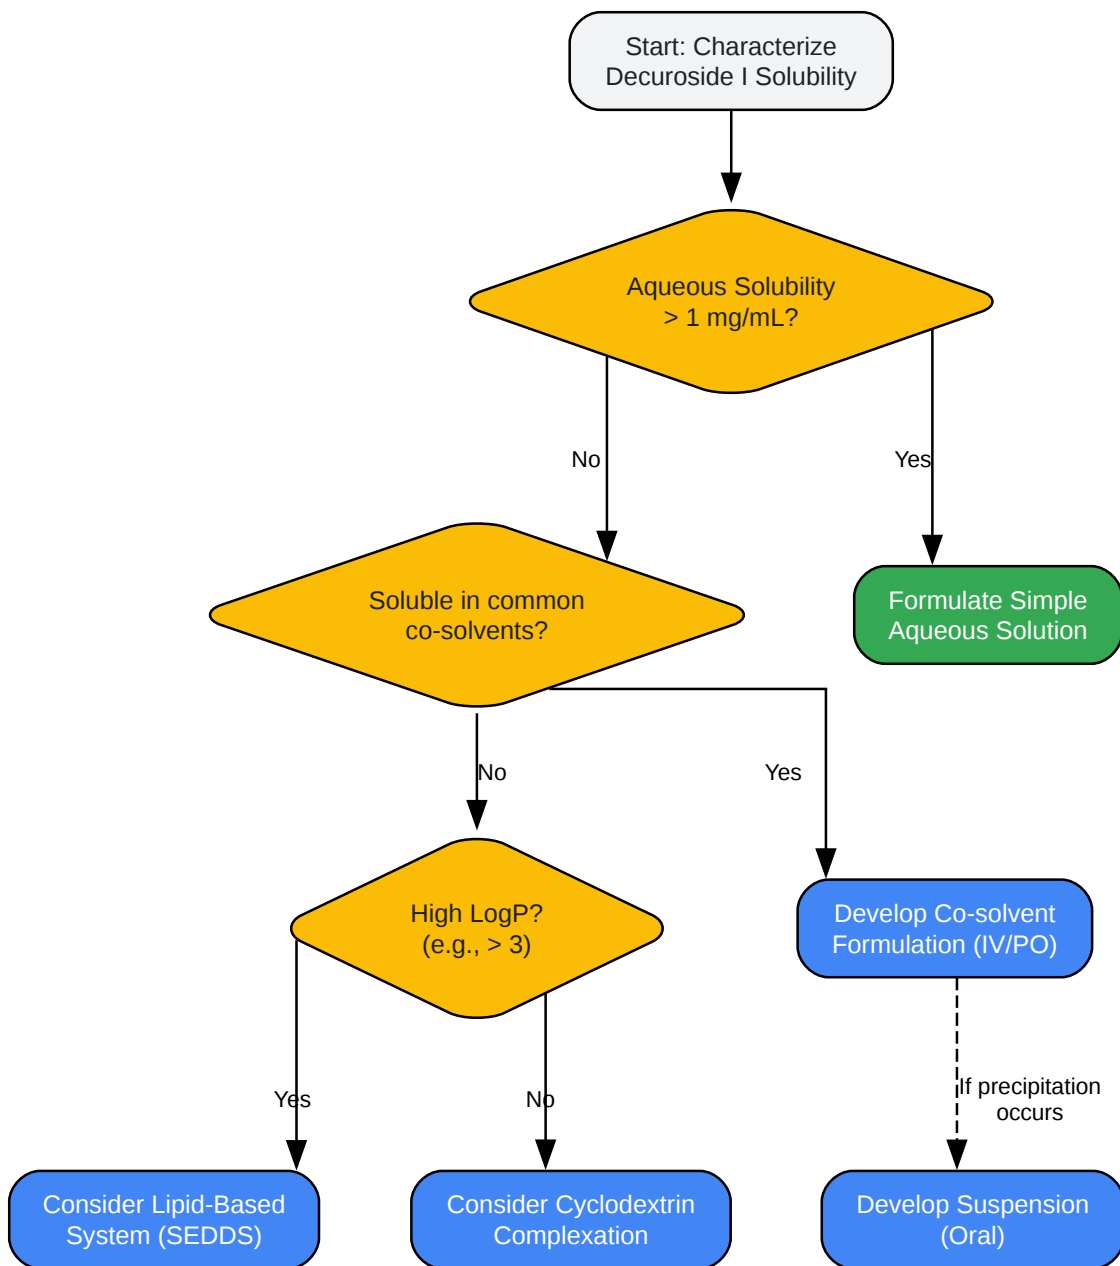 Start: Characterize
Decuroside I Solubility
Aqueous Solubility
> 1 mg/mL?
No
Yes
Soluble in common
co-solvents?
Formulate Simple
Aqueous Solution
No
Yes
High LogP?
(e.g., > 3)
Develop Co-solvent
Formulation (IV/PO)
Yes
No
If precipitation
occurs
Consider Lipid-Based
System (SEDDS)
Consider Cyclodextrin
Complexation
Develop Suspension
(Oral)